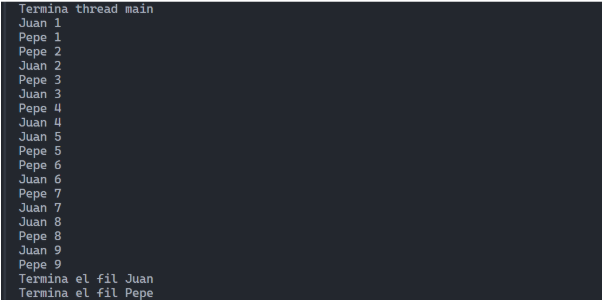 Termina thread main
Juan 1
Pepe 1
Pepe 2
Juan 2
Pepe 3
Juan 3
Pepe 4
Juan 4
Juan 5
Pepe 5
Pepe 6
Juan 6
Pepe 7
Juan 7
Juan 8
Pepe 8
Juan 9
Pepe 9
Termina el fil Juan
Termina el fil Pepe